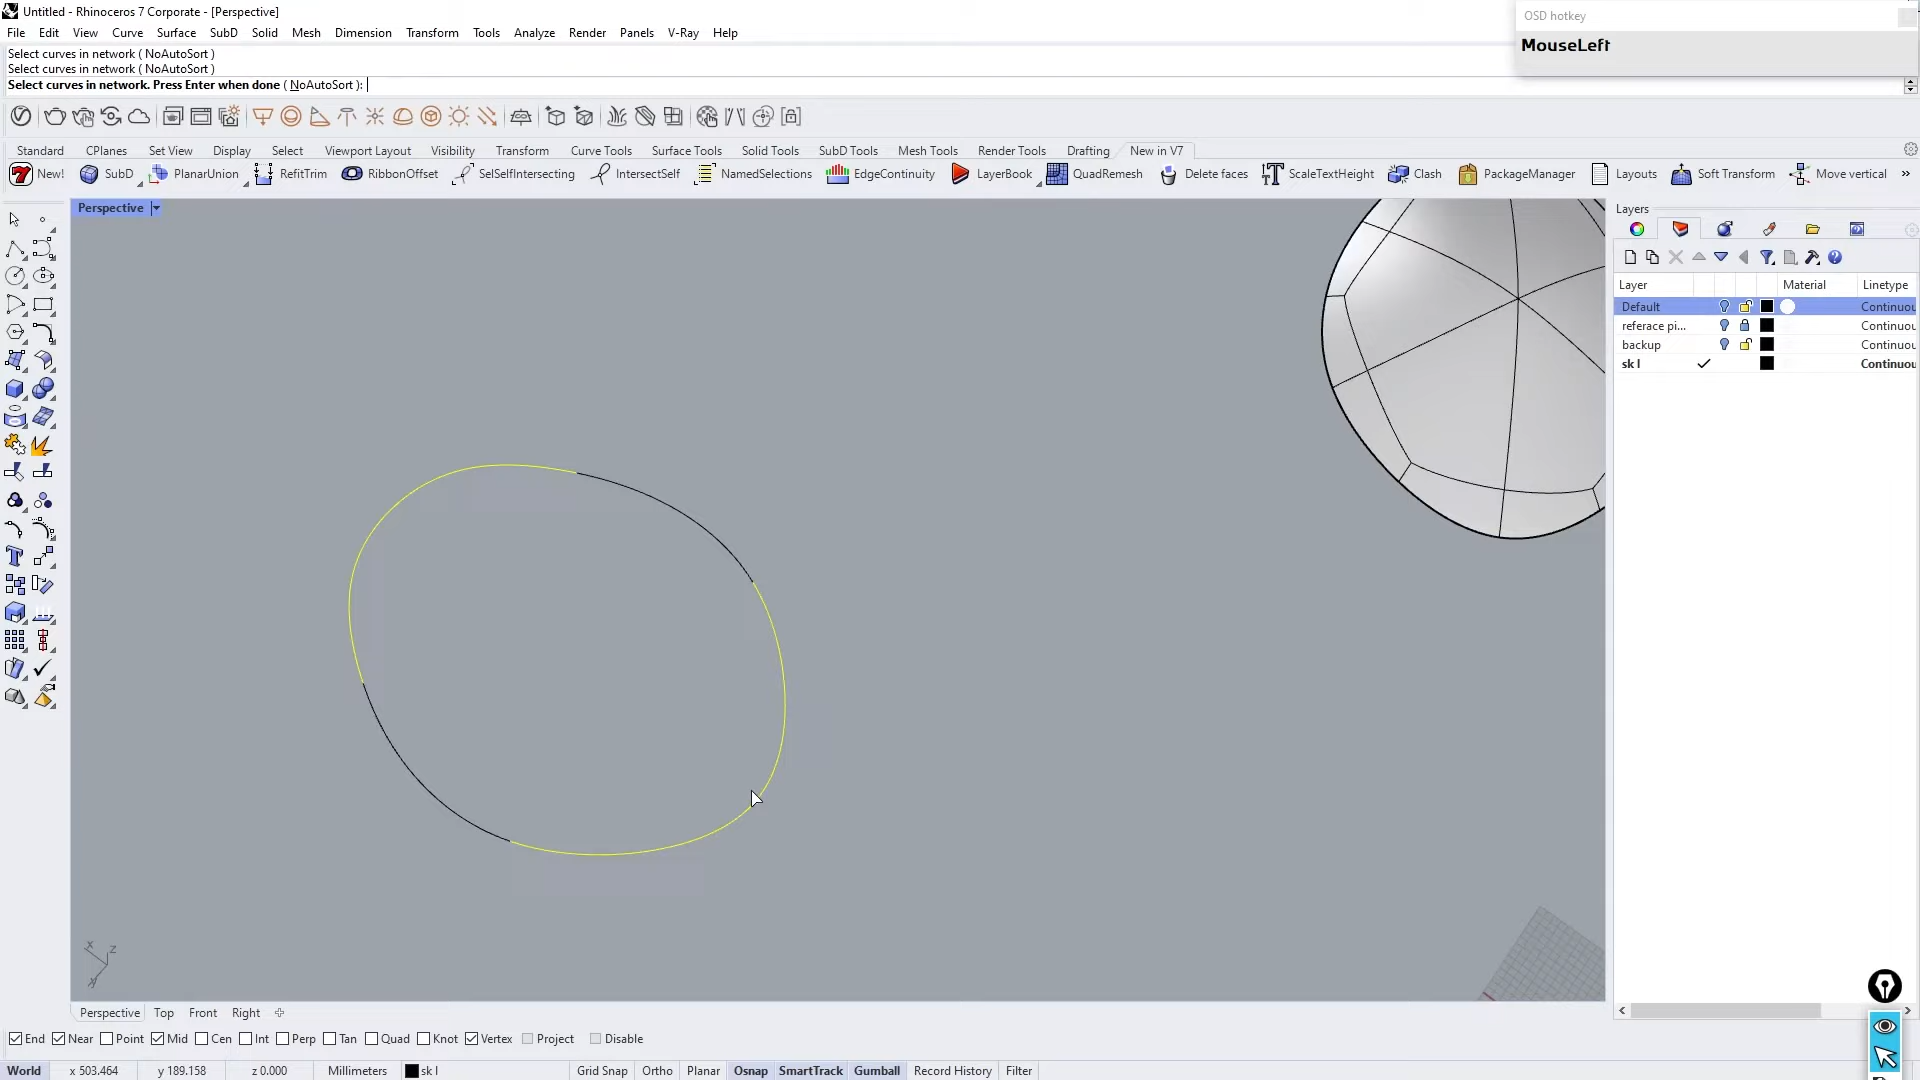 Untitled - Rhinoceros 7 Corporate - [Perspective]
OSD hotkey
File Edit View Curve Surface SubD Solid Mesh Dimension Transform Tools Analyze Render Panels V-Ray Help
MouseLeft
Select curves in network ( NoAutoSort )
Select curves in network ( NoAutoSort )
Select curves in network. Press Enter when done ( NoAutoSort ):
Standard CPlanes Set View Display Select Viewport Layout Visibility Transform Curve Tools Surface Tools Solid Tools SubD Tools Mesh Tools Render Tools Drafting New in V7
7 New! SubD PlanarUnion RefitTrim RibbonOffset SelSelfIntersecting IntersectSelf NamedSelections EdgeContinuity LayerBook QuadRemesh Delete faces ScaleTextHeight Clash PackageManager Layouts Soft Transform Move vertical »
Perspective
Layers
Layer Material Linetype
Default Continuou
referace pi... Continuou
backup Continuou
sk l Continuou
x z
y
Perspective Top Front Right
End Near Point Mid Cen Int Perp Tan Quad Knot Vertex Project Disable
World x 503.464 y 189.158 z 0.000 Millimeters sk l Grid Snap Ortho Planar Osnap SmartTrack Gumball Record History Filter